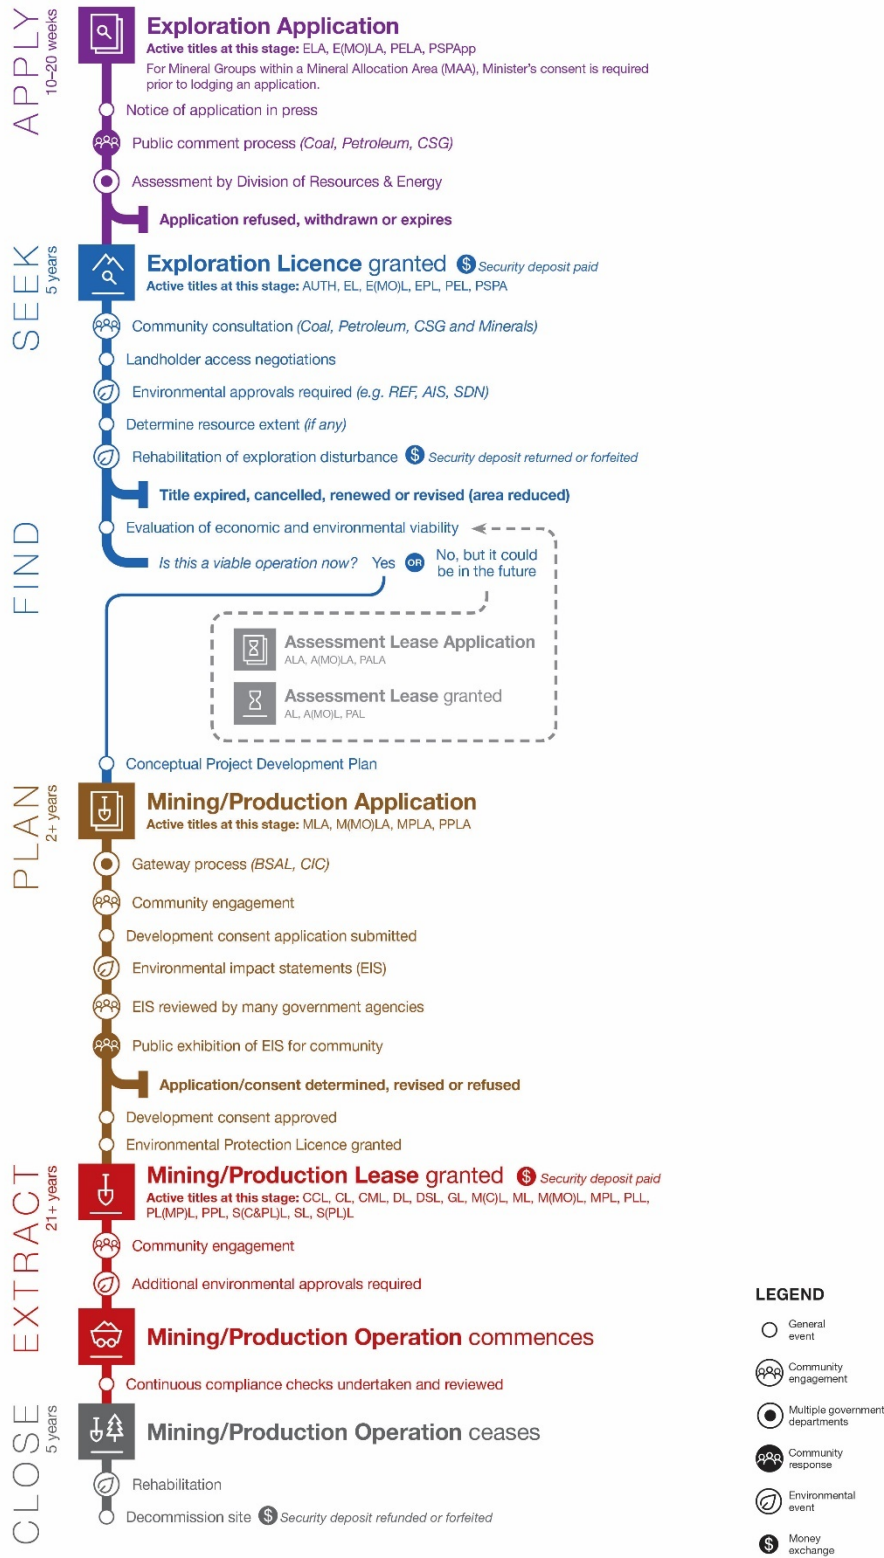 APPLY
10–20 weeks
Exploration Application
Active titles at this stage: ELA, E(MO)LA, PELA, PSPApp
For Mineral Groups within a Mineral Allocation Area (MAA), Minister's consent is required
prior to lodging an application.
Notice of application in press
Public comment process (Coal, Petroleum, CSG)
Assessment by Division of Resources & Energy
Application refused, withdrawn or expires
SEEK
5 years
Exploration Licence granted $ Security deposit paid
Active titles at this stage: AUTH, EL, E(MO)L, EPL, PEL, PSPA
Community consultation (Coal, Petroleum, CSG and Minerals)
Landholder access negotiations
Environmental approvals required (e.g. REF, AIS, SDN)
Determine resource extent (if any)
Rehabilitation of exploration disturbance $ Security deposit returned or forfeited
Title expired, cancelled, renewed or revised (area reduced)
FIND
Evaluation of economic and environmental viability
Is this a viable operation now? Yes OR No, but it could
be in the future
Assessment Lease Application
ALA, A(MO)LA, PALA
Assessment Lease granted
AL, A(MO)L, PAL
Conceptual Project Development Plan
PLAN
2+ years
Mining/Production Application
Active titles at this stage: MLA, M(MO)LA, MPLA, PPLA
Gateway process (BSAL, CIC)
Community engagement
Development consent application submitted
Environmental impact statements (EIS)
EIS reviewed by many government agencies
Public exhibition of EIS for community
Application/consent determined, revised or refused
Development consent approved
Environmental Protection Licence granted
EXTRACT
21+ years
Mining/Production Lease granted $ Security deposit paid
Active titles at this stage: CCL, CL, CML, DL, DSL, GL, M(C)L, ML, M(MO)L, MPL, PLL,
PL(MP)L, PPL, S(C&PL)L, SL, S(PL)L
Community engagement
Additional environmental approvals required
Mining/Production Operation commences
Continuous compliance checks undertaken and reviewed
CLOSE
5 years
Mining/Production Operation ceases
Rehabilitation
Decommission site $ Security deposit refunded or forfeited
LEGEND
General
event
Community
engagement
Multiple government
departments
Community
response
Environmental
event
$ Money
exchange